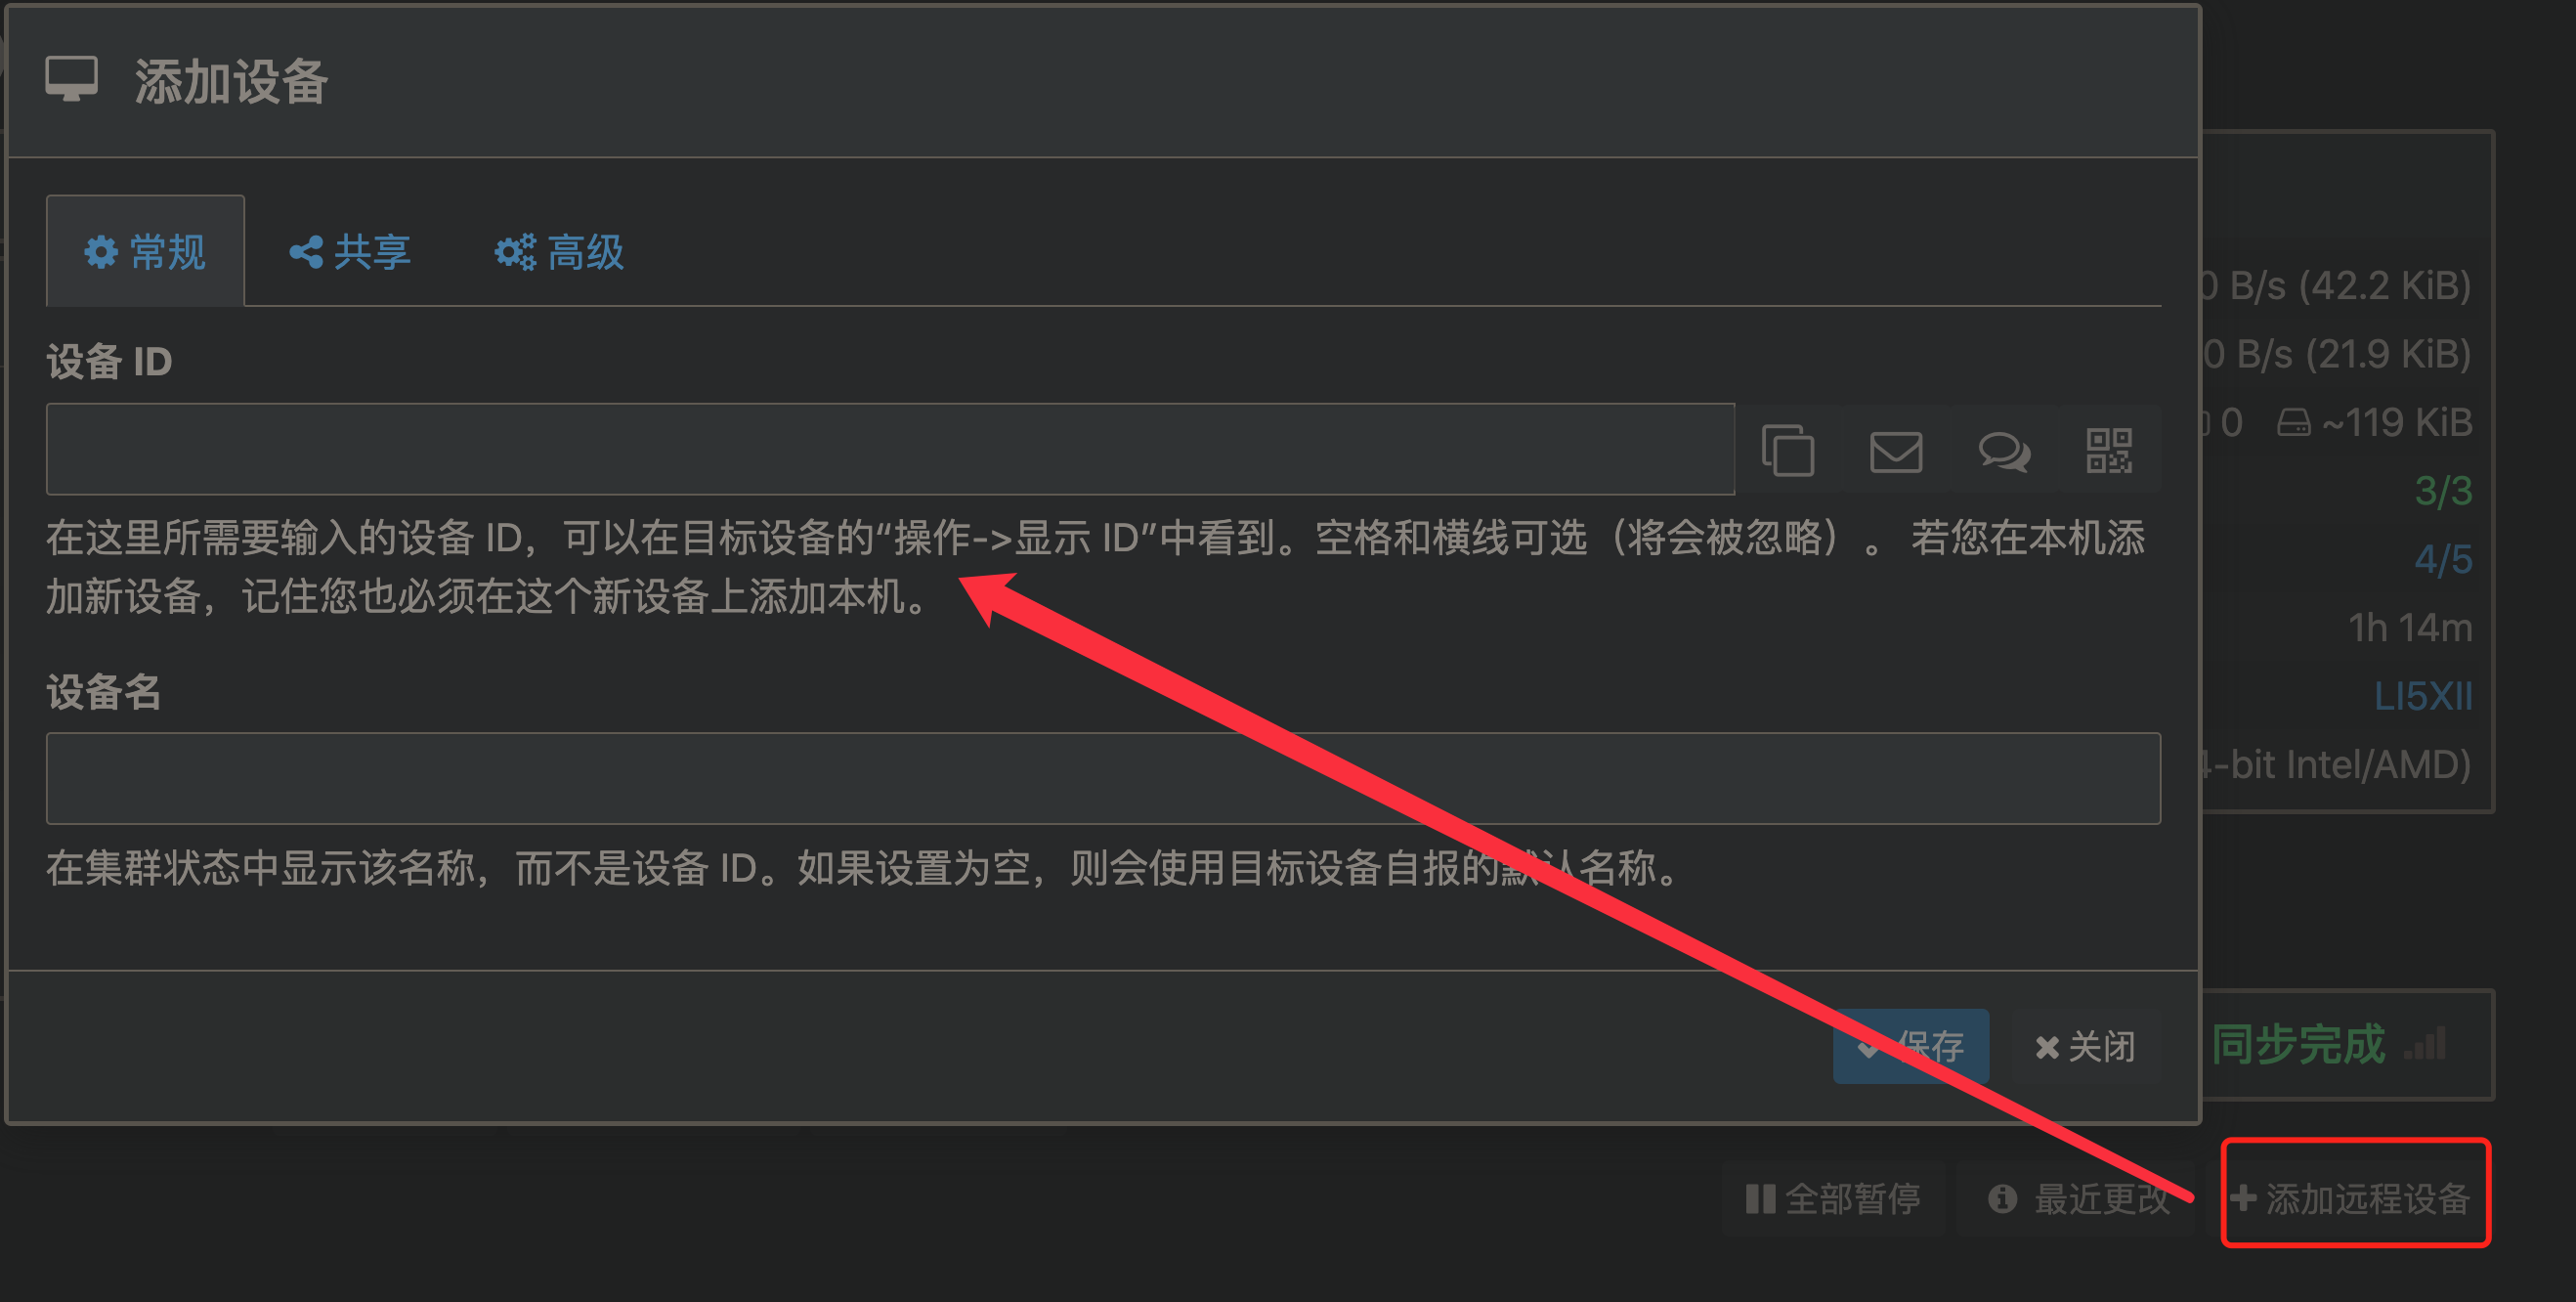 添加设备
常规
共享
高级
设备 ID
在这里所需要输入的设备 ID，可以在目标设备的“操作->显示 ID”中看到。空格和横线可选（将会被忽略）。 若您在本机添
加新设备，记住您也必须在这个新设备上添加本机。
设备名
在集群状态中显示该名称，而不是设备 ID。如果设置为空，则会使用目标设备自报的默认名称。
保存
关闭
0 B/s (42.2 KiB)
0 B/s (21.9 KiB)
0 ~119 KiB
3/3
4/5
1h 14m
LI5XII
4-bit Intel/AMD)
同步完成
全部暂停
最近更改
添加远程设备